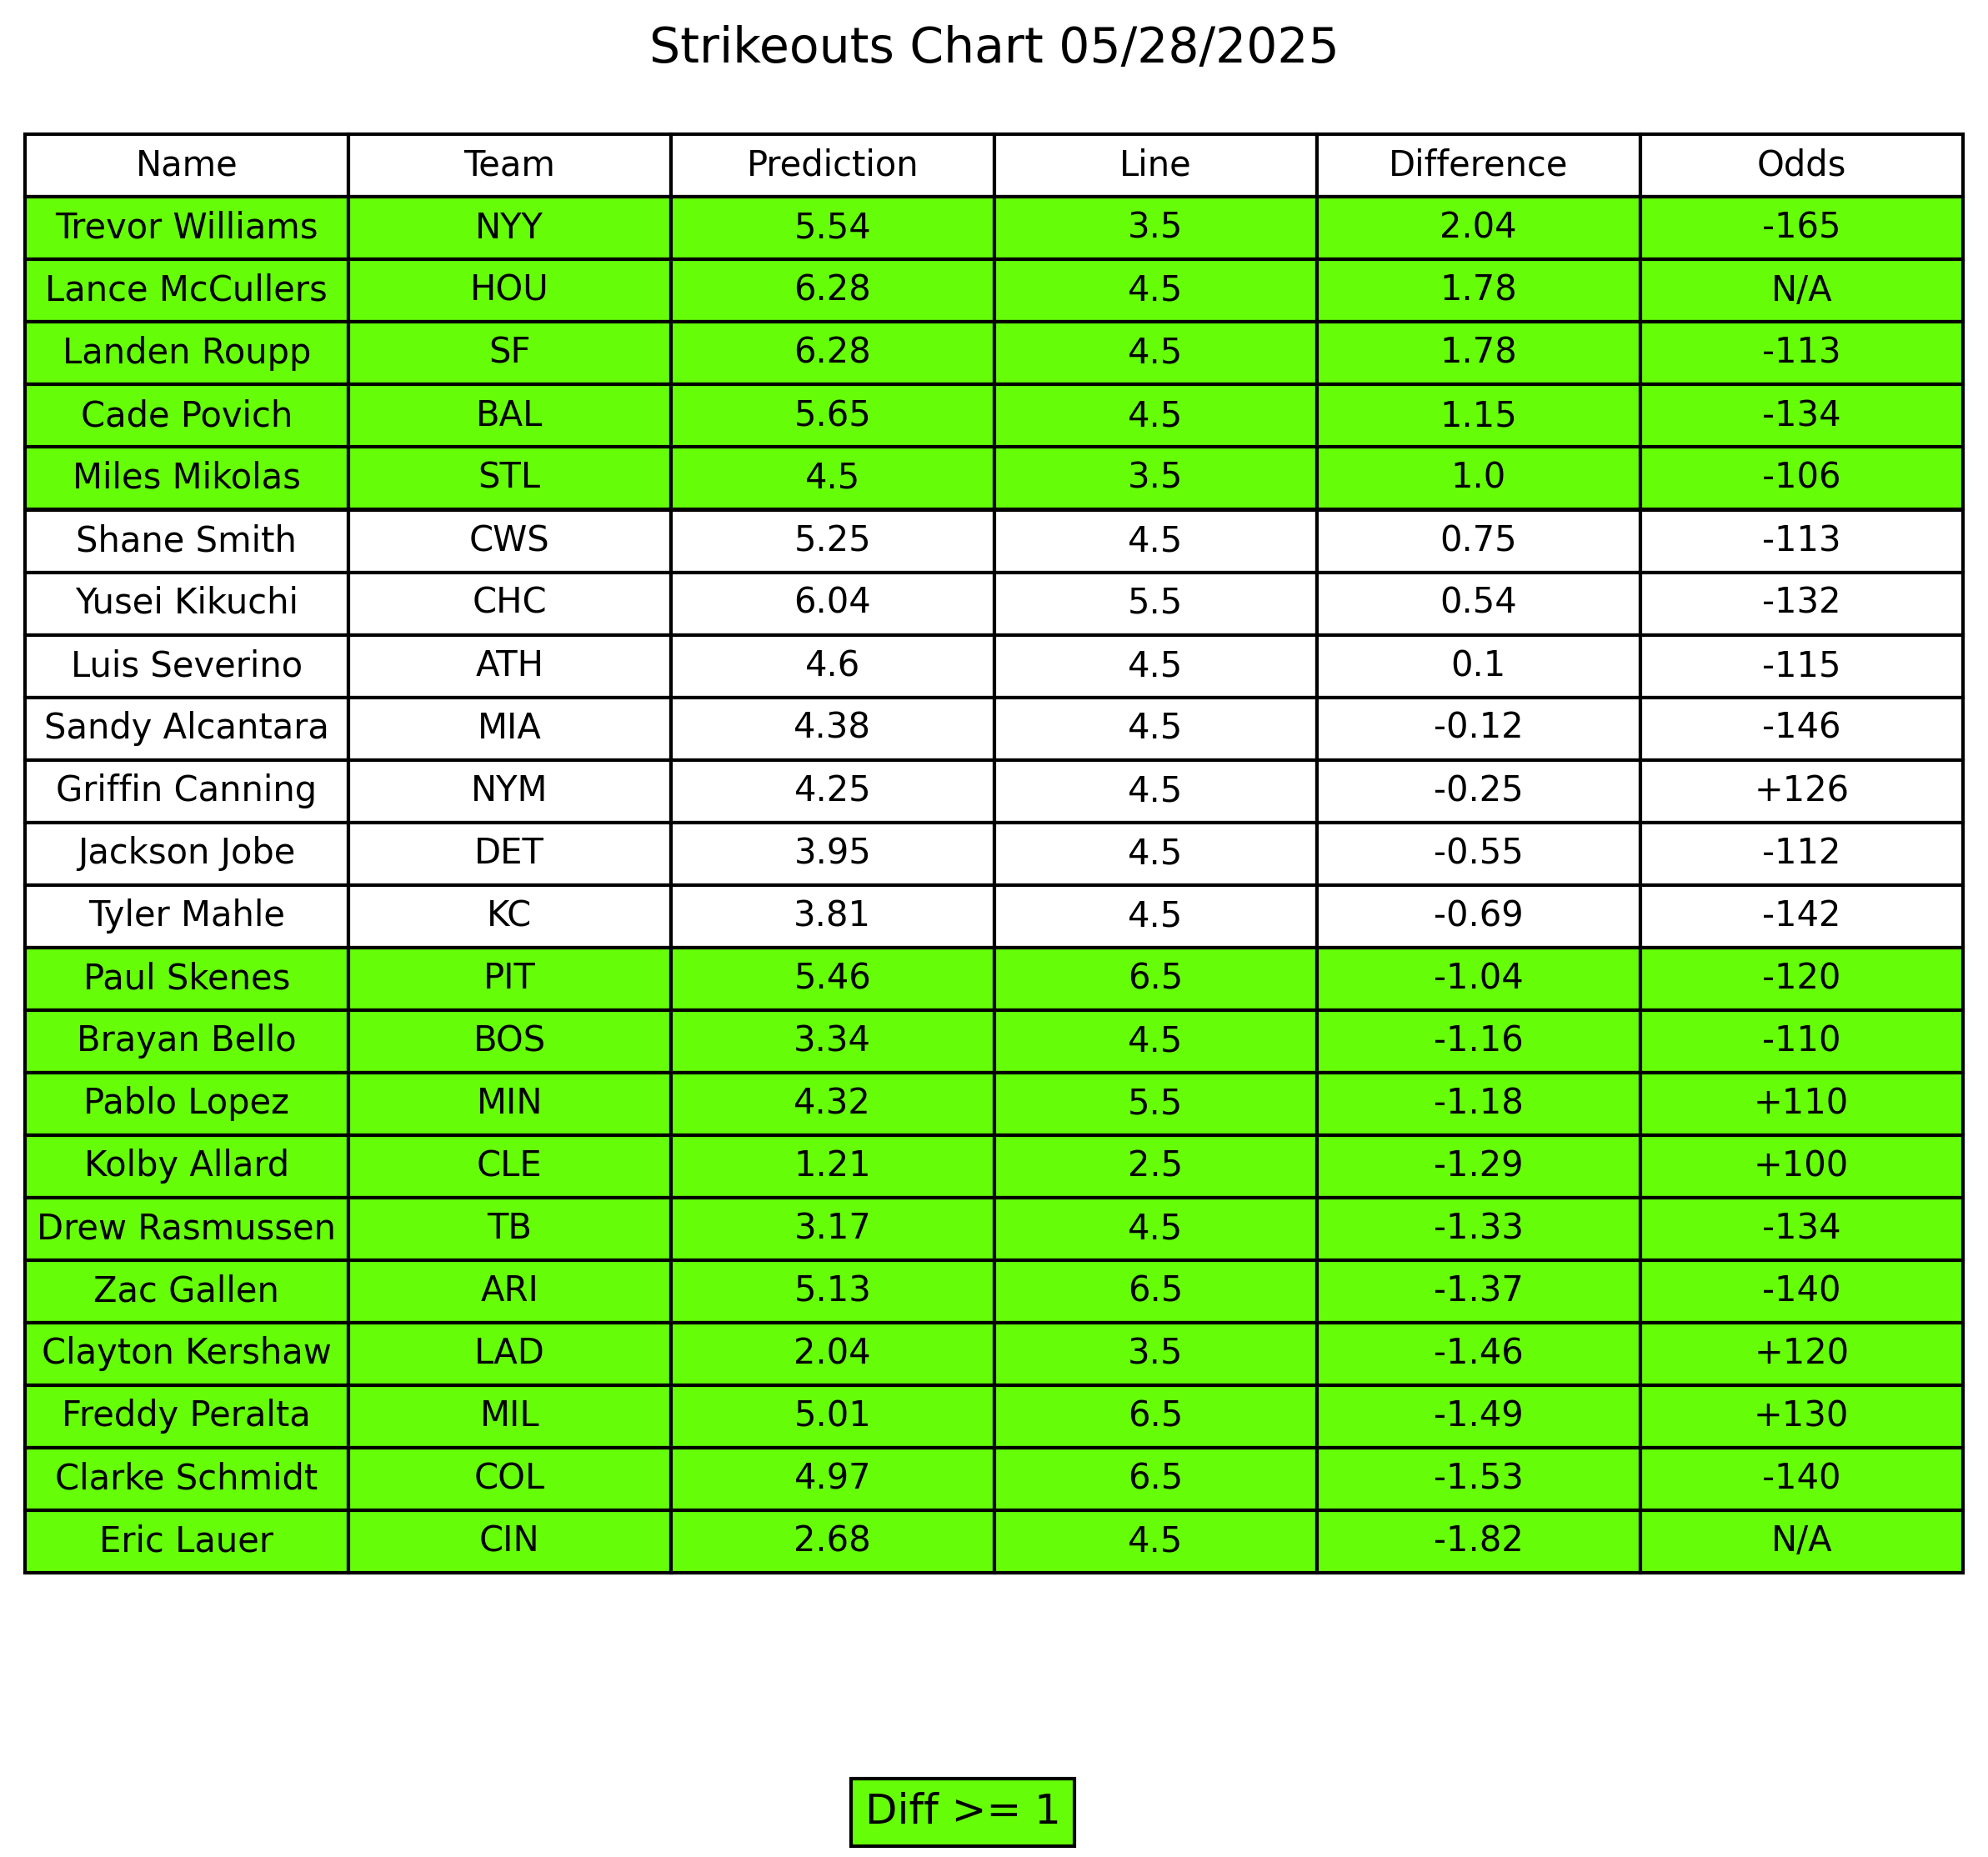 Strikeouts Chart 05/28/2025
Name Team Prediction Line Difference Odds
Trevor Williams NYY 5.54 3.5 2.04 -165
Lance McCullers HOU 6.28 4.5 1.78 N/A
Landen Roupp SF 6.28 4.5 1.78 -113
Cade Povich BAL 5.65 4.5 1.15 -134
Miles Mikolas STL 4.5 3.5 1.0 -106
Shane Smith CWS 5.25 4.5 0.75 -113
Yusei Kikuchi CHC 6.04 5.5 0.54 -132
Luis Severino ATH 4.6 4.5 0.1 -115
Sandy Alcantara MIA 4.38 4.5 -0.12 -146
Griffin Canning NYM 4.25 4.5 -0.25 +126
Jackson Jobe DET 3.95 4.5 -0.55 -112
Tyler Mahle KC 3.81 4.5 -0.69 -142
Paul Skenes PIT 5.46 6.5 -1.04 -120
Brayan Bello BOS 3.34 4.5 -1.16 -110
Pablo Lopez MIN 4.32 5.5 -1.18 +110
Kolby Allard CLE 1.21 2.5 -1.29 +100
Drew Rasmussen TB 3.17 4.5 -1.33 -134
Zac Gallen ARI 5.13 6.5 -1.37 -140
Clayton Kershaw LAD 2.04 3.5 -1.46 +120
Freddy Peralta MIL 5.01 6.5 -1.49 +130
Clarke Schmidt COL 4.97 6.5 -1.53 -140
Eric Lauer CIN 2.68 4.5 -1.82 N/A
Diff >= 1